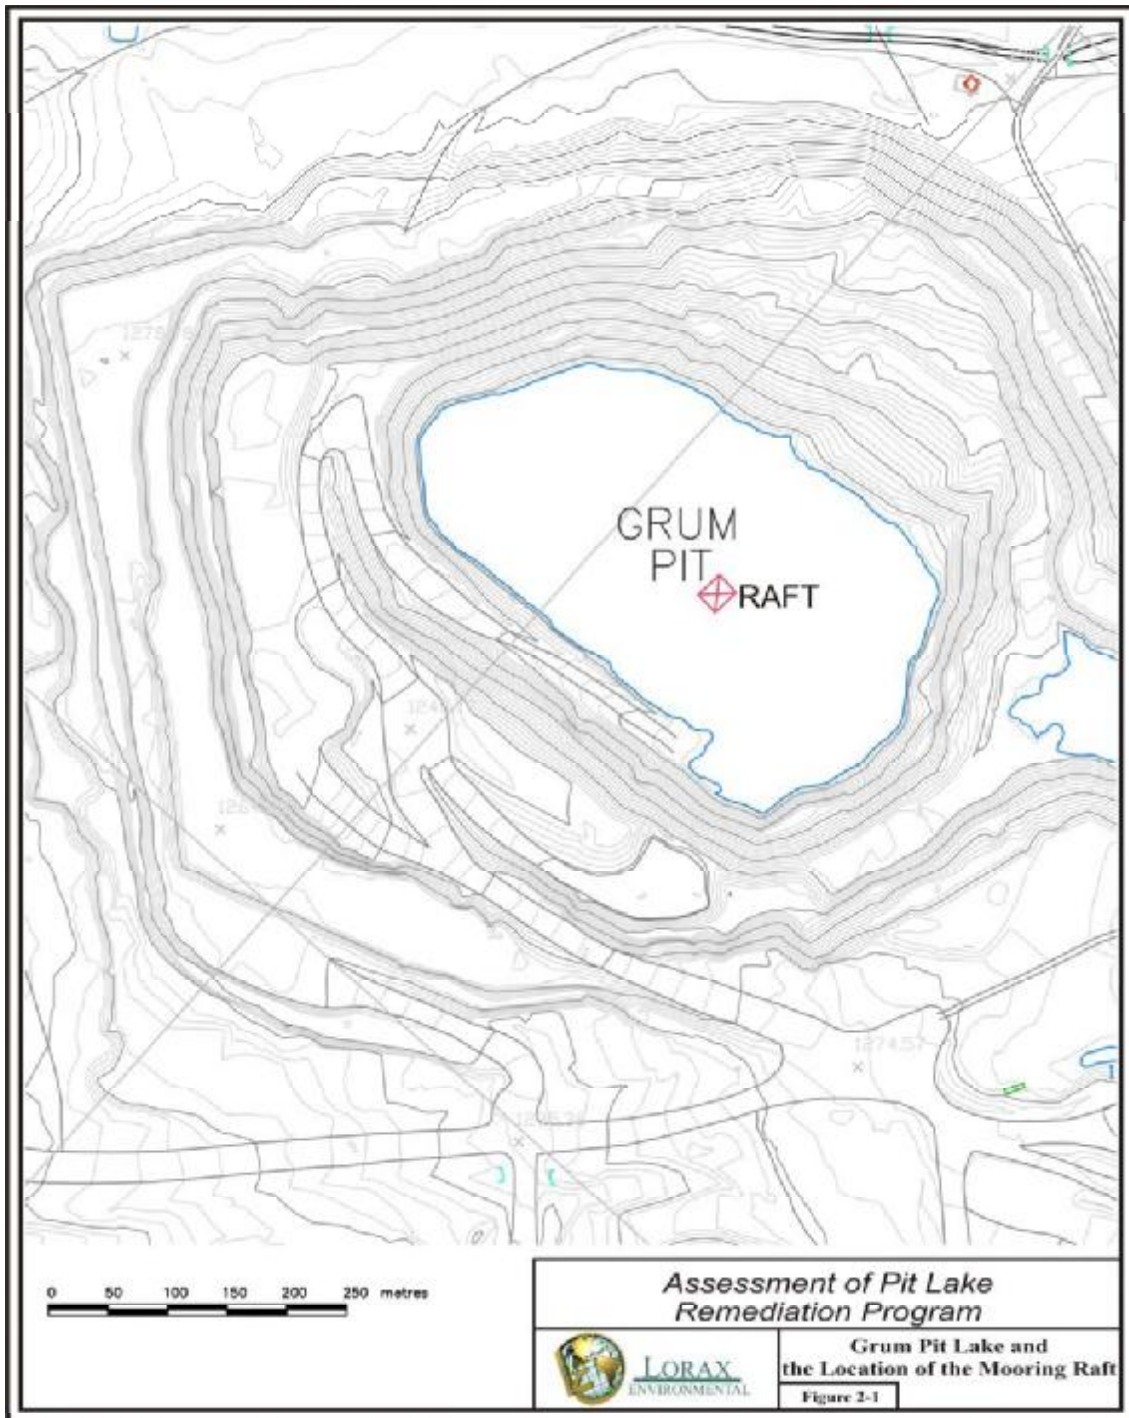 GRUM
PIT
RAFT
1274.57
0 50 100 150 200 250 metres
Assessment of Pit Lake
Remediation Program
LORAX
ENVIRONMENTAL
Grum Pit Lake and
the Location of the Mooring Raft
Figure 2-1